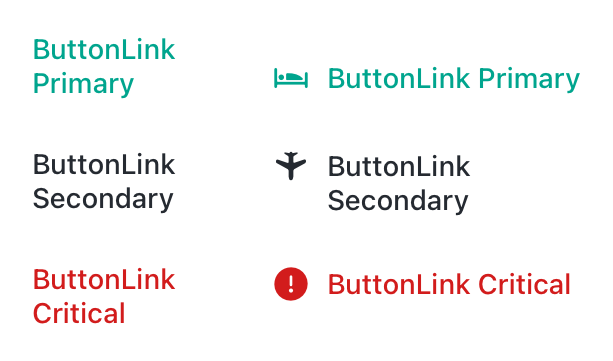 ButtonLink
Primary
ButtonLink Primary
ButtonLink
Secondary
ButtonLink
Secondary
ButtonLink
Critical
ButtonLink Critical